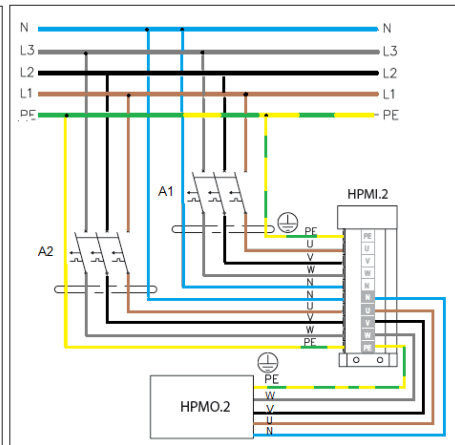 N N
L3 L3
L2 L2
L1 L1
PE PE
A1
HPMI.2
A2
PE PE
U U
V V
W W
N N
N N
U U
V V
W W
PE PE
PE
W
HPMO.2
V
U
N